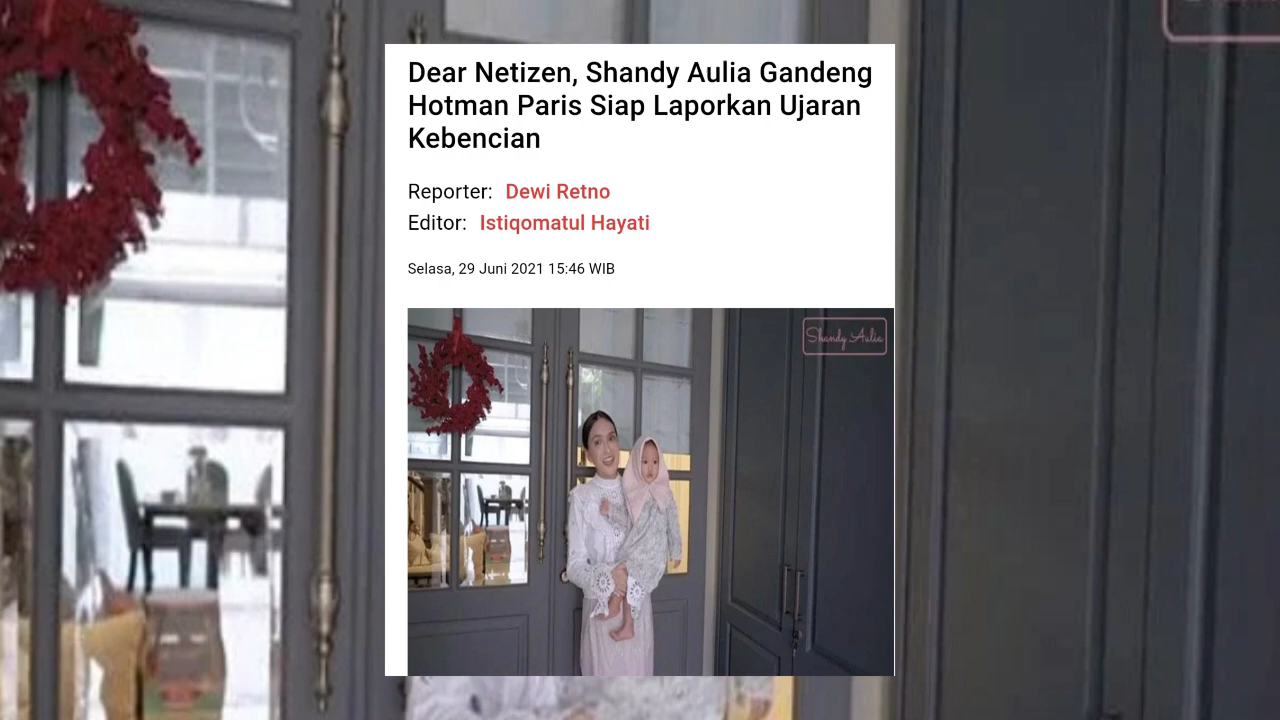 Dear Netizen, Shandy Aulia Gandeng
Hotman Paris Siap Laporkan Ujaran
Kebencian
Reporter: Dewi Retno
Editor: Istiqomatul Hayati
Selasa, 29 Juni 2021 15:46 WIB
Shandy Aulia